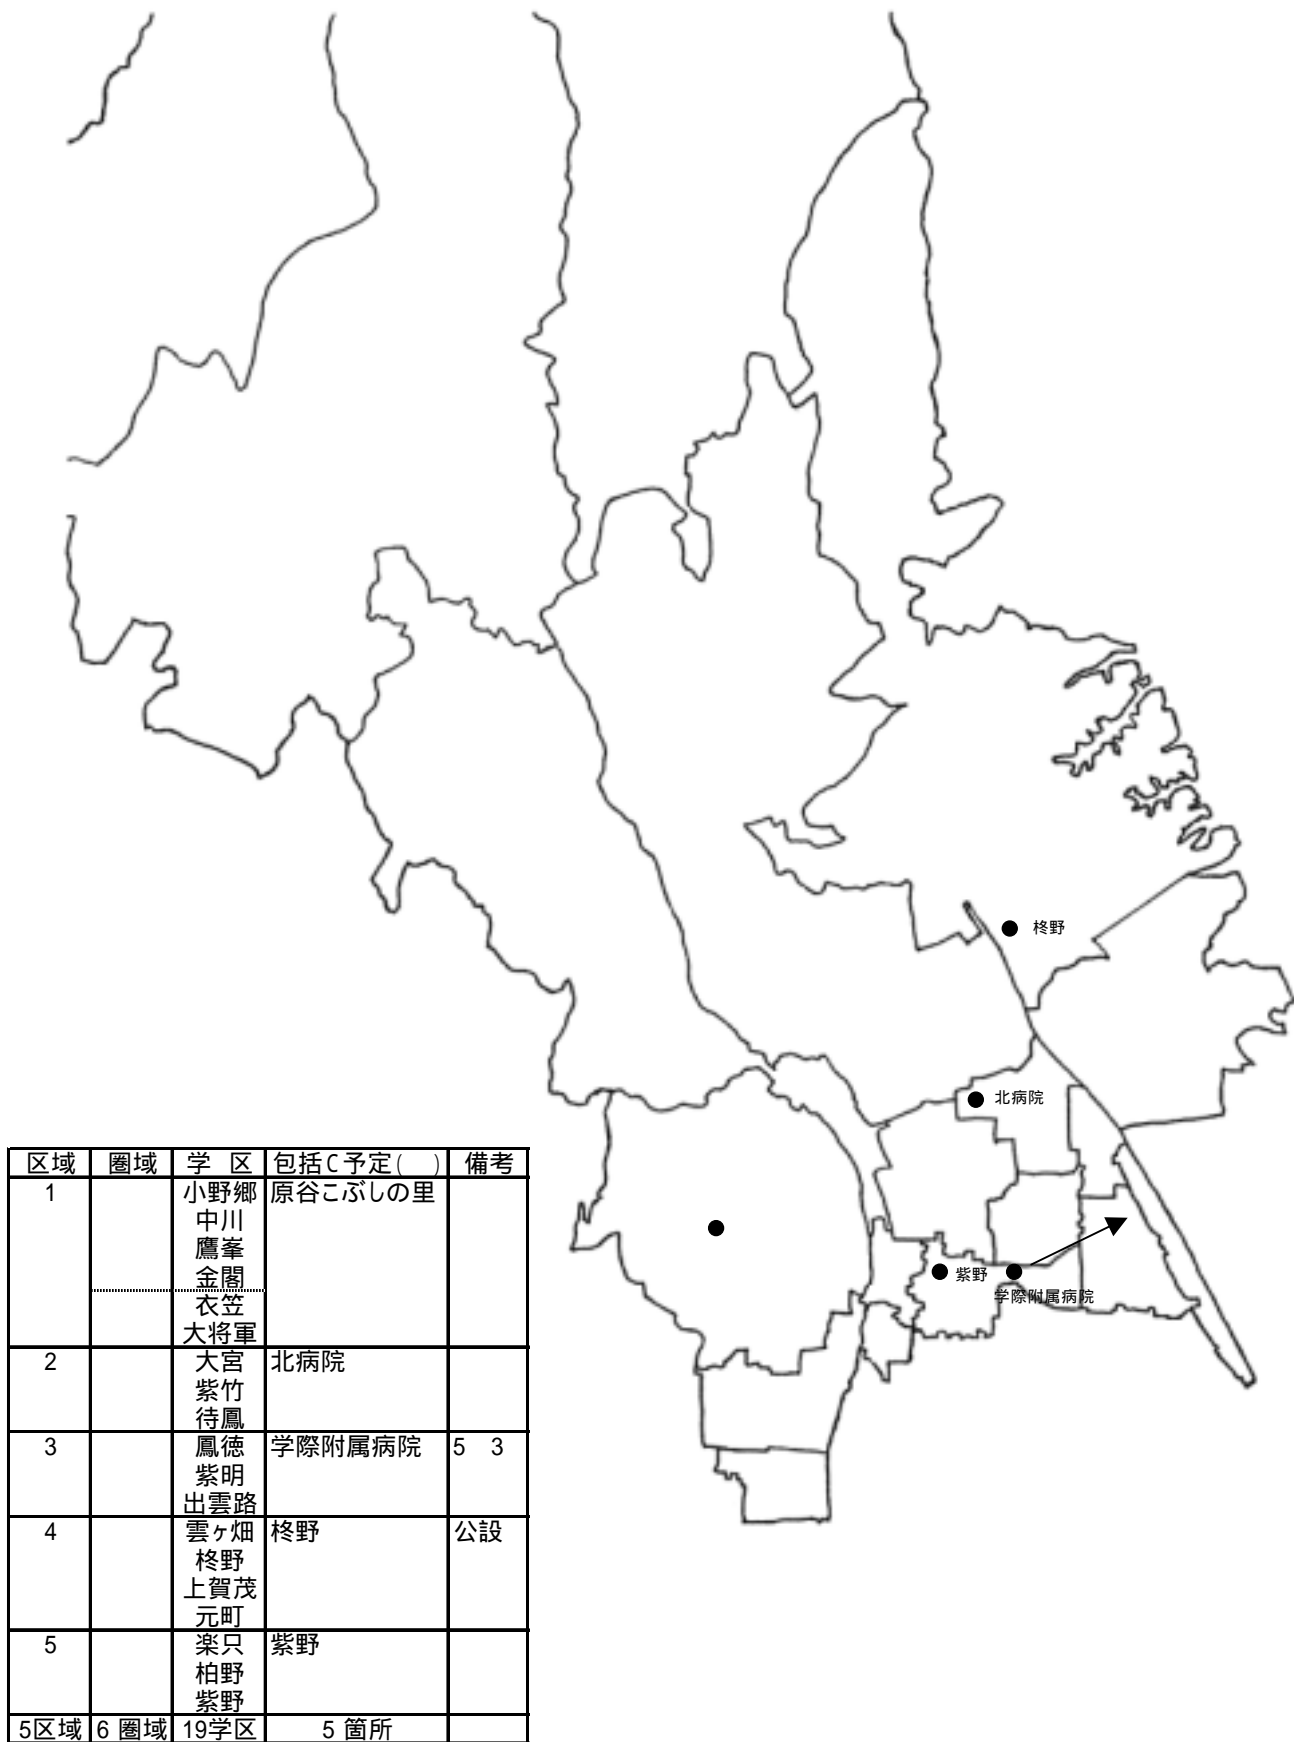 柊野
北病院
紫野
学際附属病院
区域 圏域 学 区 包括C予定( ) 備考
1 小野郷 原谷こぶしの里
中川
鷹峯
金閣
衣笠
大将軍
2 大宮 北病院
紫竹
待鳳
3 鳳徳 学際附属病院 5 3
紫明
出雲路
4 雲ヶ畑 柊野 公設
柊野
上賀茂
元町
5 楽只 紫野
柏野
紫野
5区域 6 圏域 19学区 5 箇所